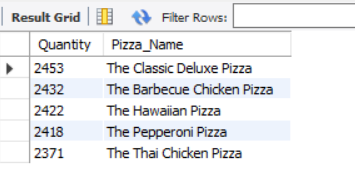 Result Grid Filter Rows:
Quantity Pizza_Name
2453 The Classic Deluxe Pizza
2432 The Barbecue Chicken Pizza
2422 The Hawaiian Pizza
2418 The Pepperoni Pizza
2371 The Thai Chicken Pizza